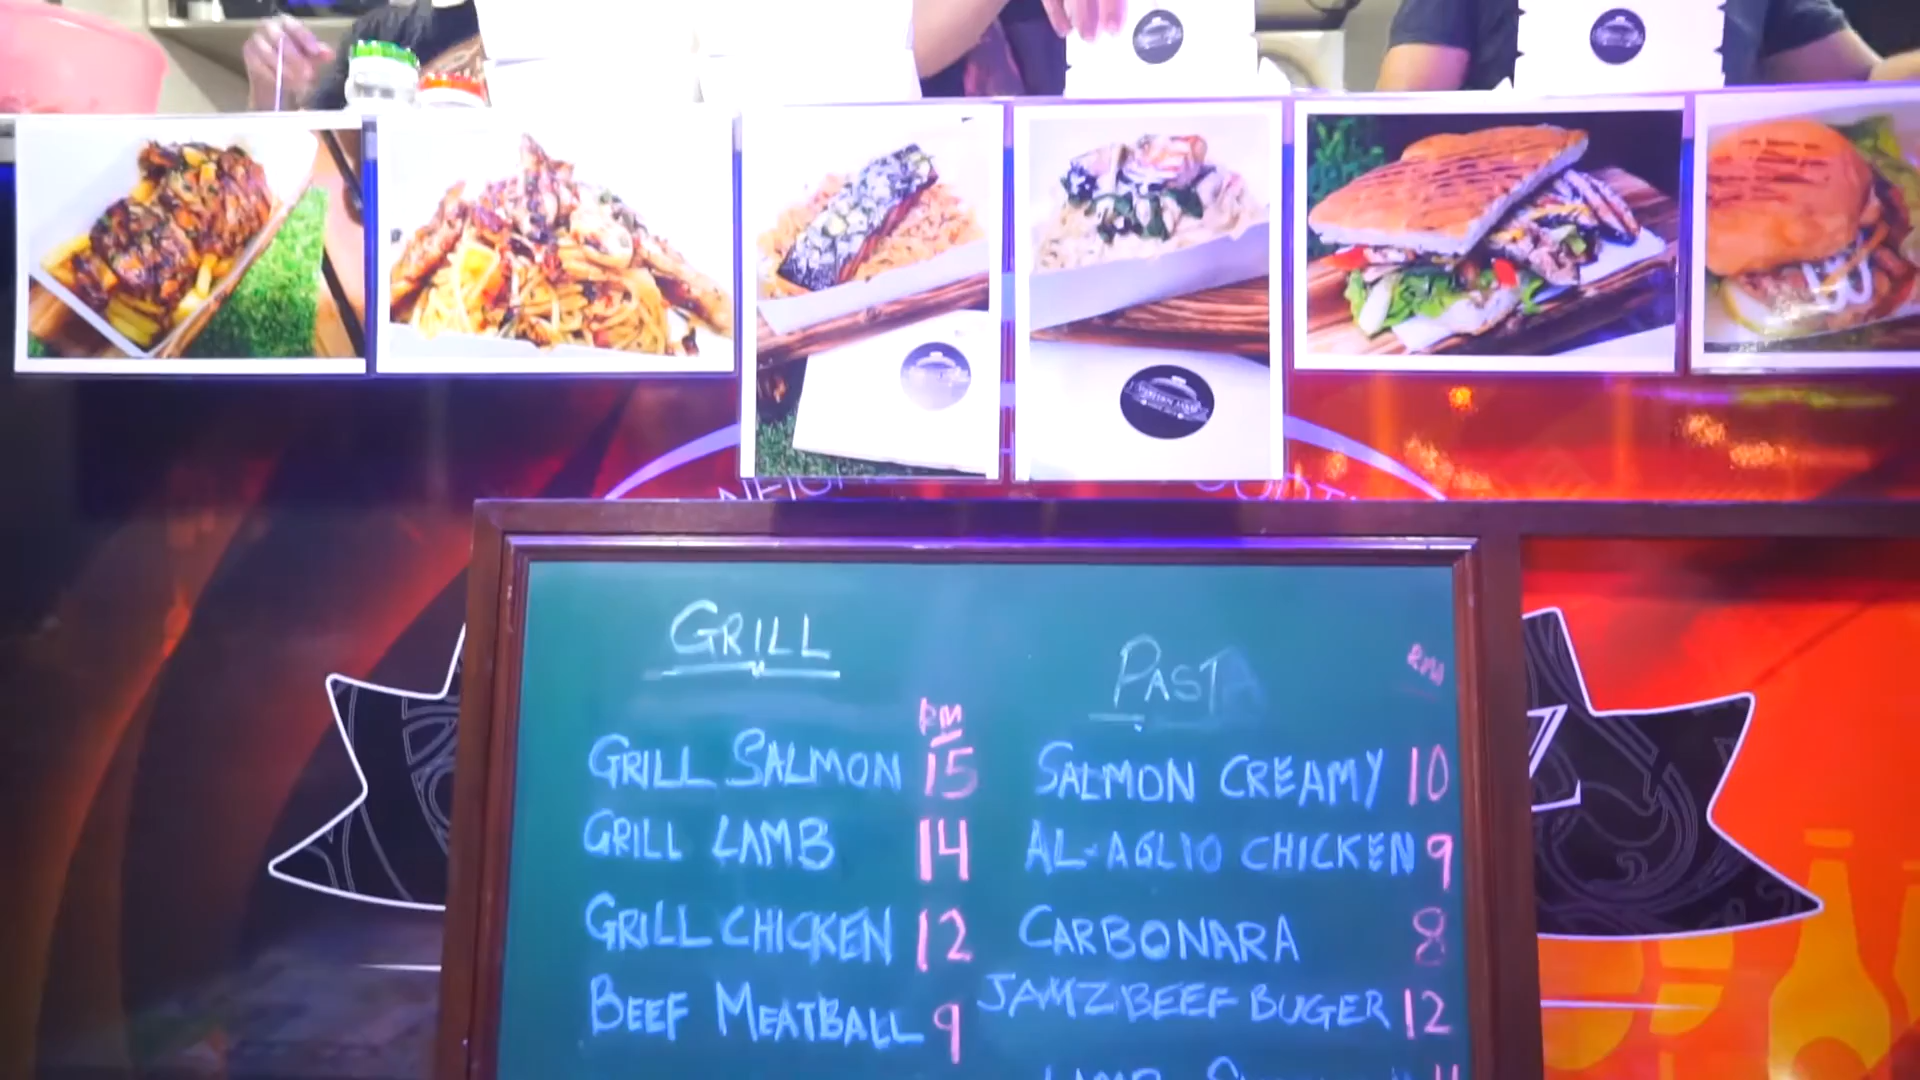 GRILL
RM
GRILL SALMON 15
GRILL LAMB 14
GRILL CHICKEN 12
BEEF MEATBALL 9
PASTA
RM
SALMON CREAMY 10
AL-AGLIO CHICKEN 9
CARBONARA 8
JAMZ BEEF BUGER 12
LAMB